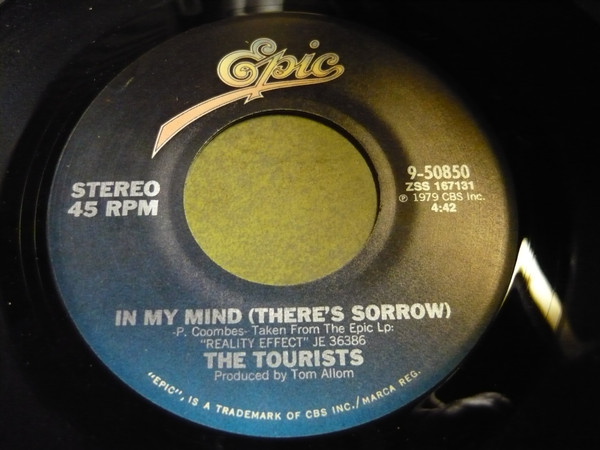 Epic
STEREO
45 RPM
9-50850
ZSS 167131
℗ 1979 CBS Inc.
4:42
IN MY MIND (THERE'S SORROW)
-P. Coombes- Taken From The Epic Lp:
"REALITY EFFECT" JE 36386
THE TOURISTS
Produced by Tom Allom
"EPIC", IS A TRADEMARK OF CBS INC./MARCA REG.